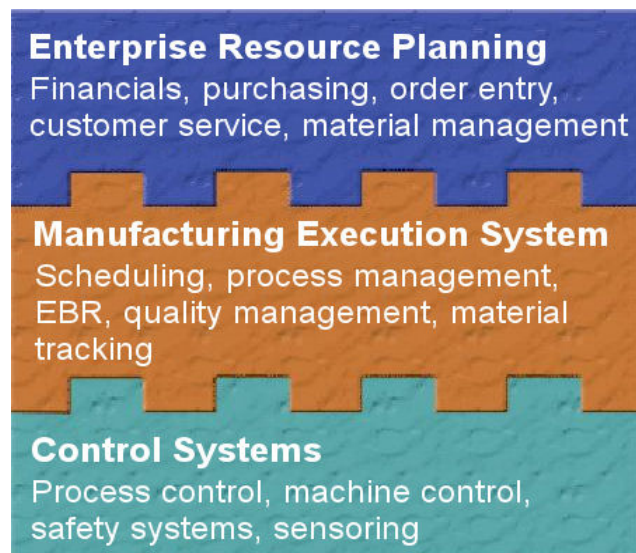 Enterprise Resource Planning
Financials, purchasing, order entry,
customer service, material management
Manufacturing Execution System
Scheduling, process management,
EBR, quality management, material
tracking
Control Systems
Process control, machine control,
safety systems, sensoring